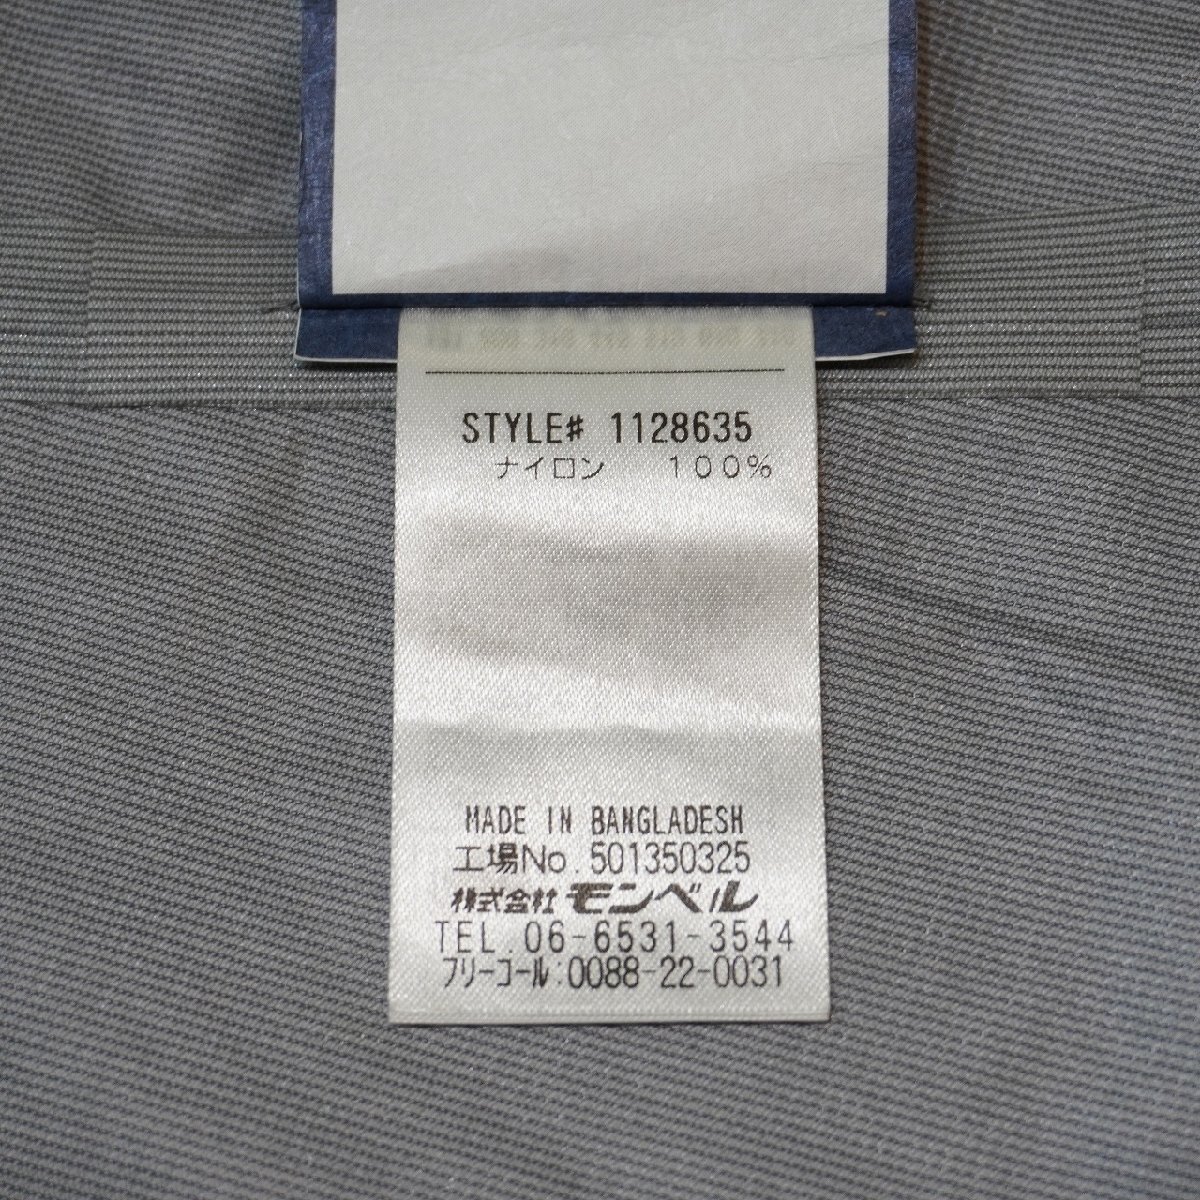 STYLE# 1128635
ナイロン 100%
MADE IN BANGLADESH
工場No.501350325
株式会社モンベル
TEL.06-6531-3544
フリーコール:0088-22-0031